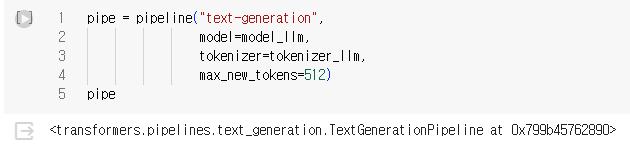 1 pipe = pipeline("text-generation",
2 model=model_llm,
3 tokenizer=tokenizer_llm,
4 max_new_tokens=512)
5 pipe
<transformers.pipelines.text_generation.TextGenerationPipeline at 0x799b45762890>